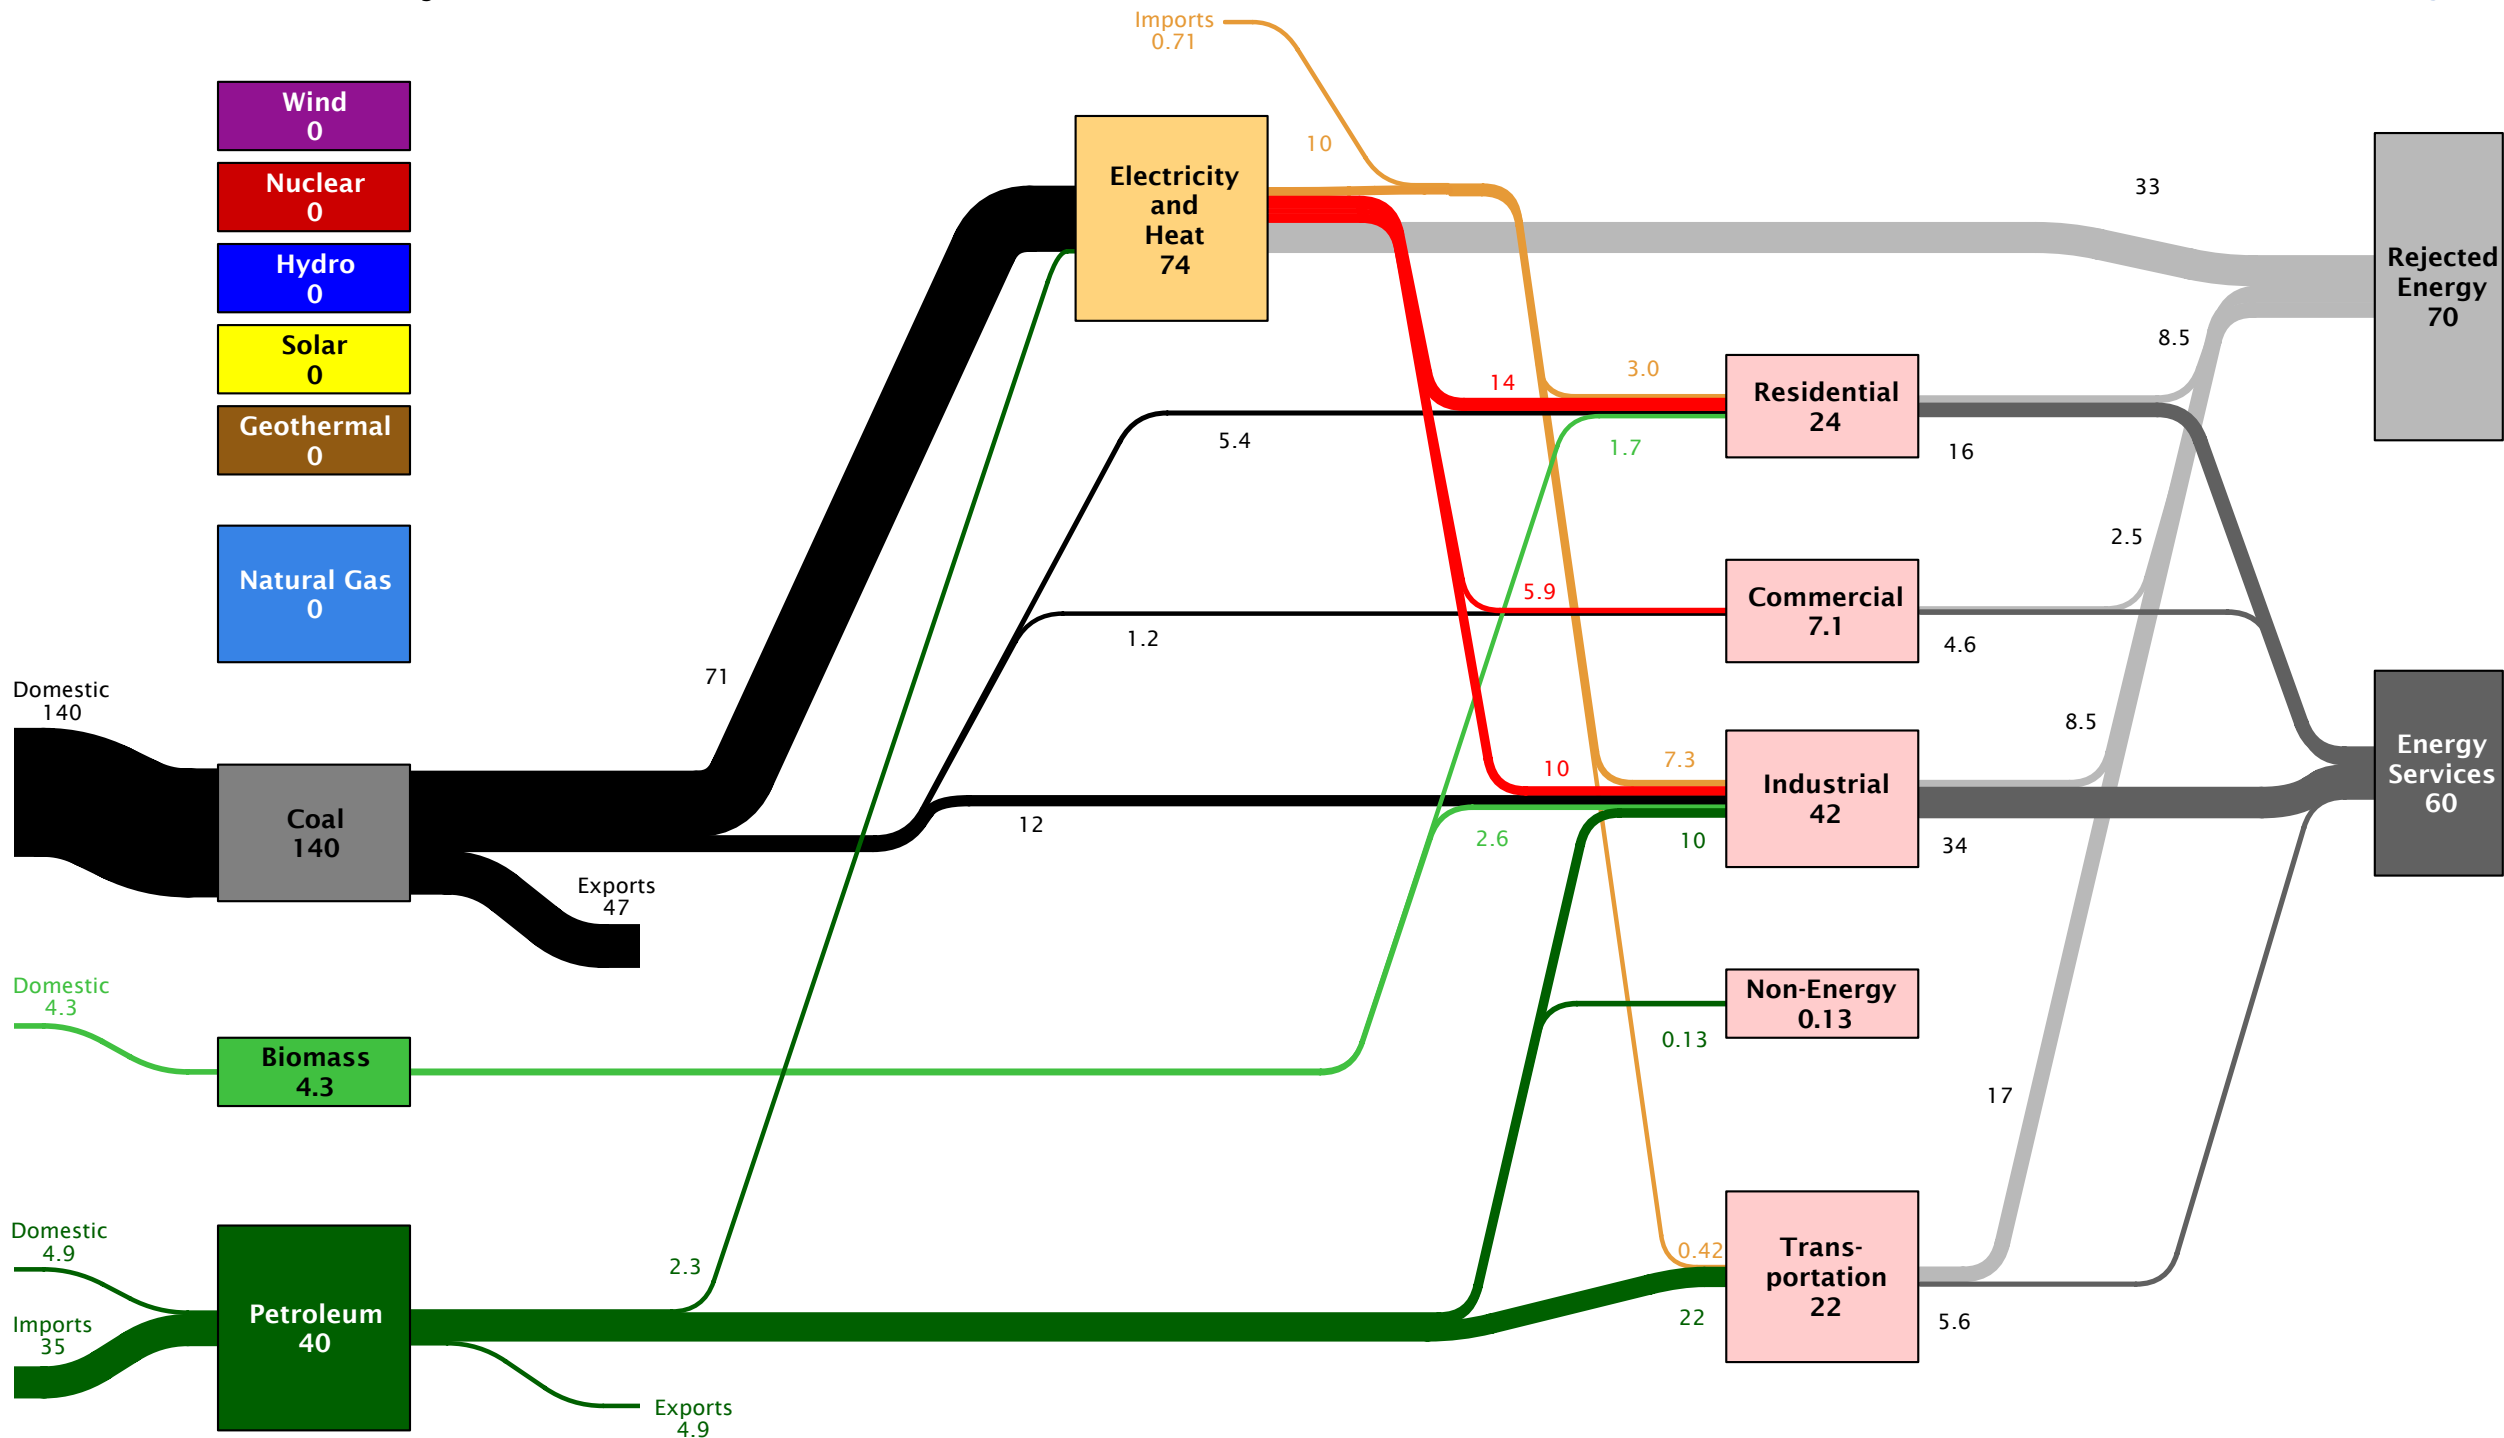 Imports
0.71
Wind
0
Nuclear
0
Hydro
0
Solar
0
Geothermal
0
Natural Gas
0
Domestic
140
Coal
140
Exports
47
Domestic
4.3
Biomass
4.3
Domestic
4.9
Imports
35
Petroleum
40
Exports
4.9
71
2.3
5.4
1.2
12
Electricity
and
Heat
74
10
14
5.9
10
3.0
1.7
7.3
2.6
10
0.13
0.42
22
Residential
24
Commercial
7.1
Industrial
42
Non-Energy
0.13
Trans-
portation
22
33
8.5
16
2.5
4.6
8.5
34
17
5.6
Rejected
Energy
70
Energy
Services
60